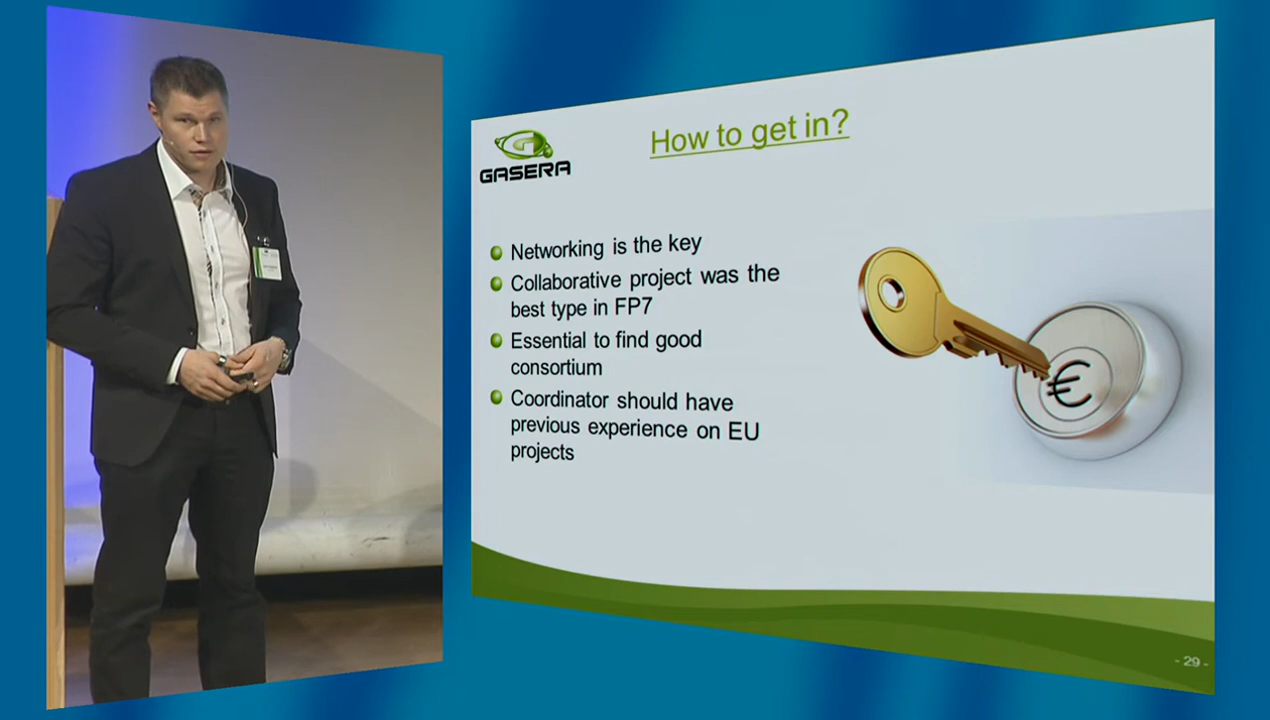 GASERA
How to get in?
Networking is the key
Collaborative project was the
best type in FP7
Essential to find good
consortium
Coordinator should have
previous experience on EU
projects
€
- 29 -